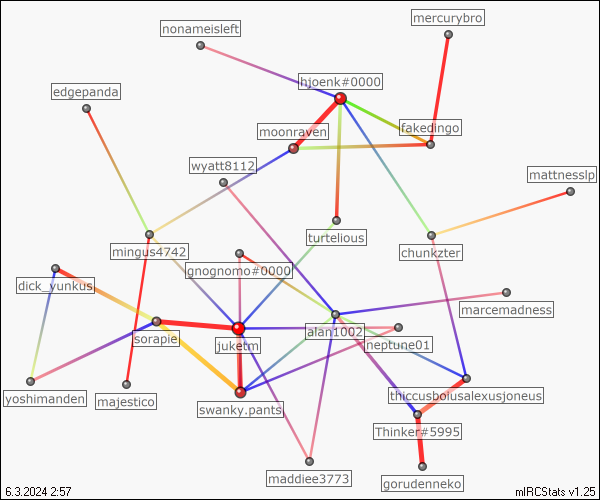 mercurybro
nonameisleft
hjoenk#0000
edgepanda
fakedingo
moonraven
wyatt8112
mattnesslp
turtelious
mingus4742
chunkzter
gnognomo#0000
dick_vunkus
marcemadness
alan1002
sorapie
juketm
neptune01
yoshimanden
majestico
thiccusbolusalexusjoneus
swanky.pants
Thinker#5995
maddiee3773
gorudenneko
6.3.2024 2:57
mIRCStats v1.25